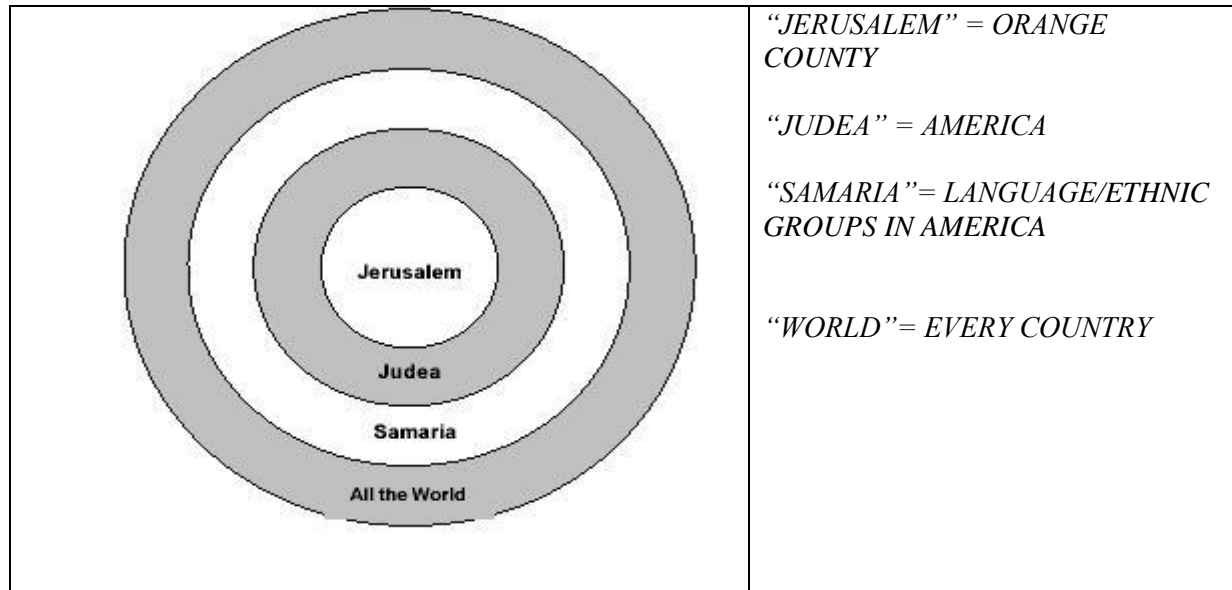 Jerusalem
Judea
Samaria
All the World
“JERUSALEM” = ORANGE
COUNTY
“JUDEA” = AMERICA
“SAMARIA”= LANGUAGE/ETHNIC
GROUPS IN AMERICA
“WORLD”= EVERY COUNTRY